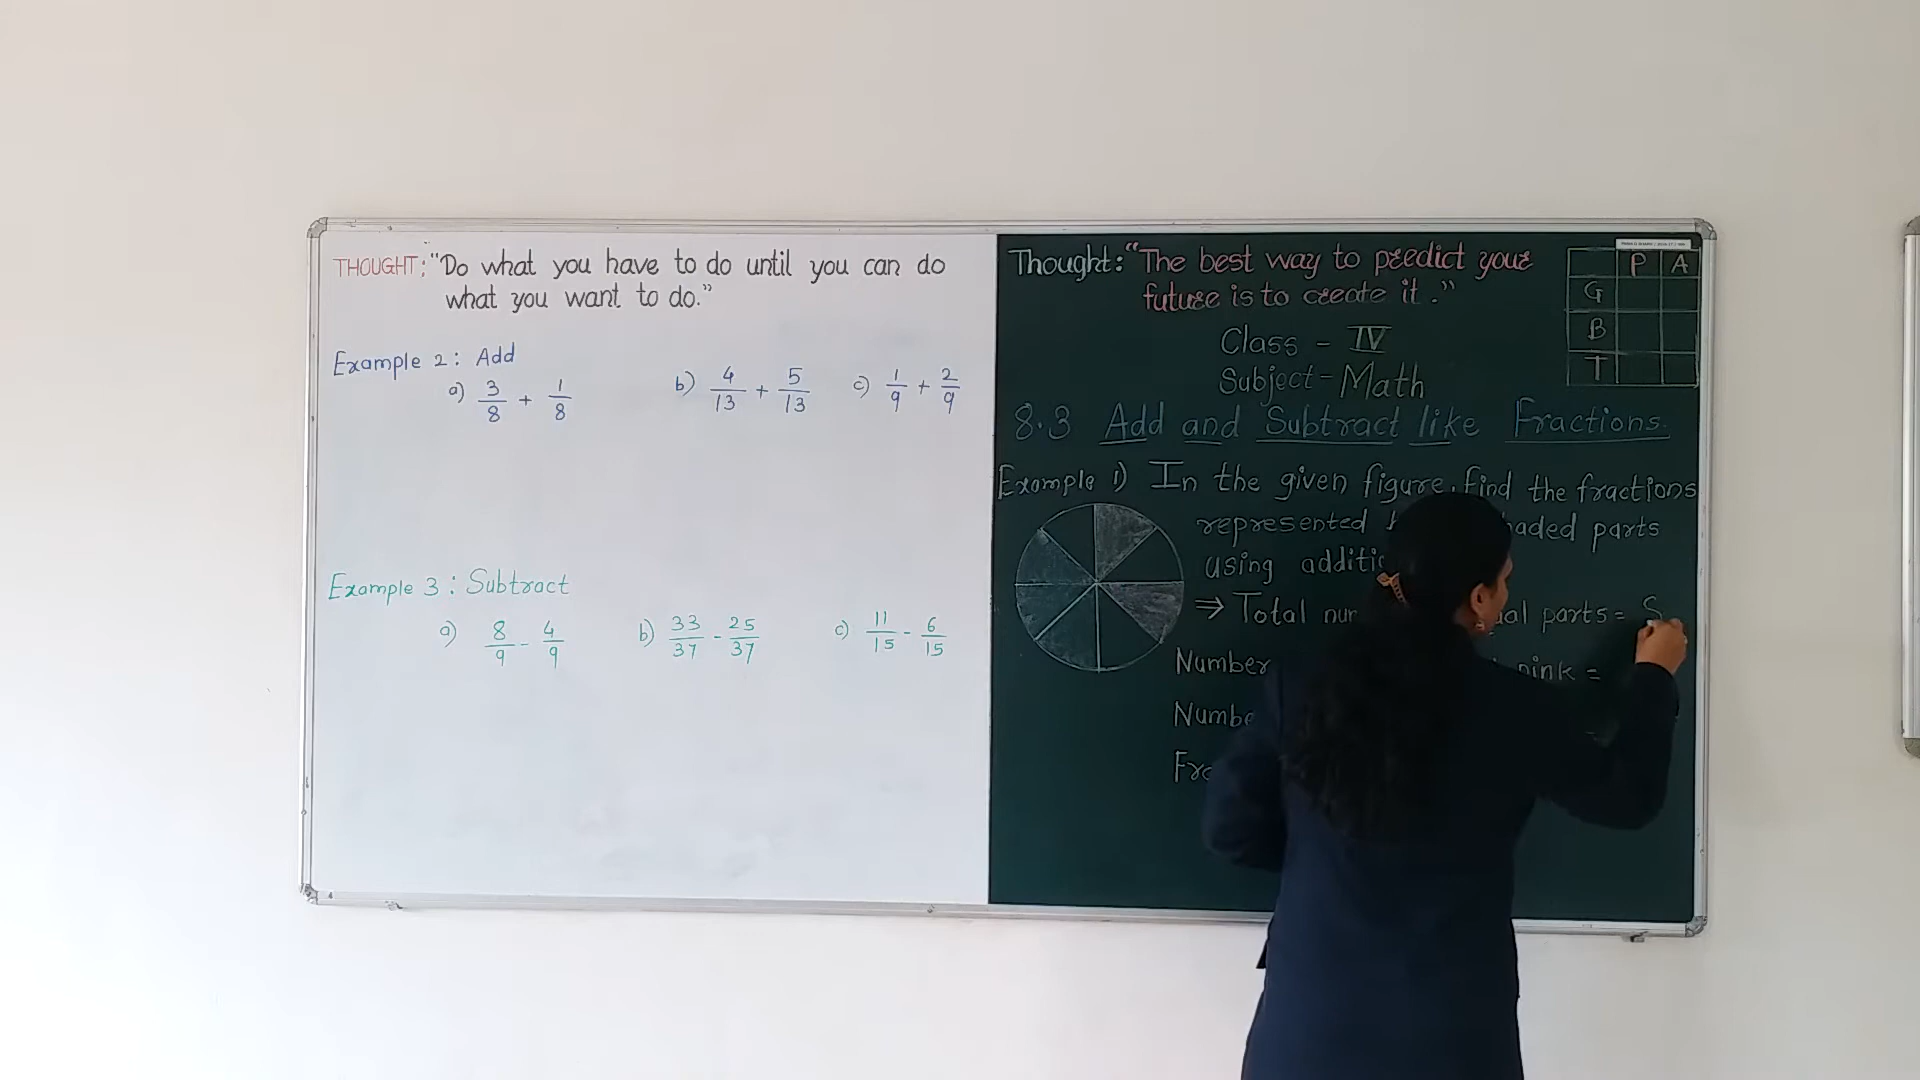 THOUGHT: "Do what you have to do until you can do
what you want to do."
Example 2: Add
a) 3/8 + 1/8 b) 4/13 + 5/13 c) 1/9 + 2/9
Example 3: Subtract
a) 8/9 - 4/9 b) 33/37 - 25/37 c) 11/15 - 6/15
Thought: "The best way to predict your
future is to create it."
P A
G
B
T
Class - IV
Subject - Math
8.3 Add and Subtract like Fractions.
Example 1) In the given figure, find the fractions
represented parts
using
⇒ Total parts =
Number pink =